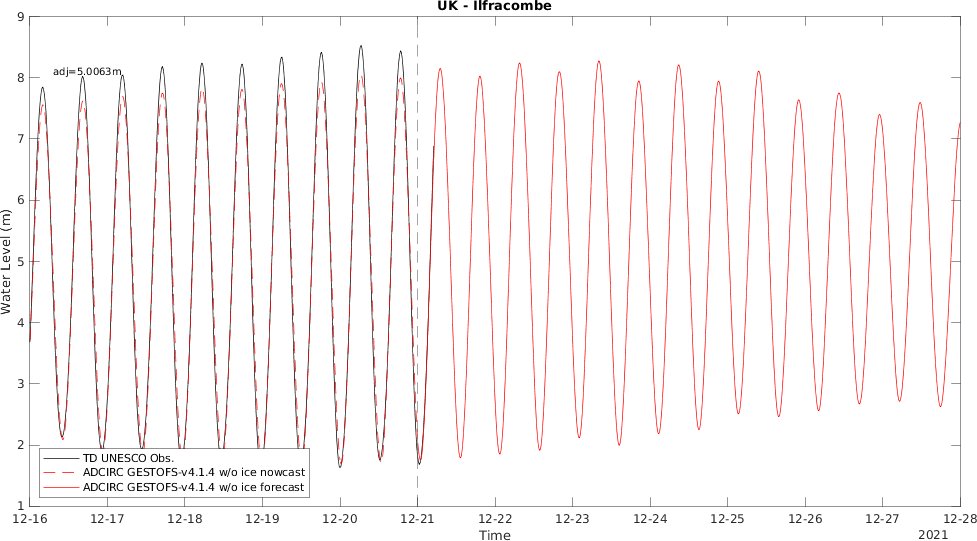 UK - Ilfracombe
adj=5.0063m
Water Level (m)
9
8
7
6
5
4
3
2
1
TD UNESCO Obs.
ADCIRC GESTOFS-v4.1.4 w/o ice nowcast
ADCIRC GESTOFS-v4.1.4 w/o ice forecast
12-16 12-17 12-18 12-19 12-20 12-21 12-22 12-23 12-24 12-25 12-26 12-27 12-28
Time
2021